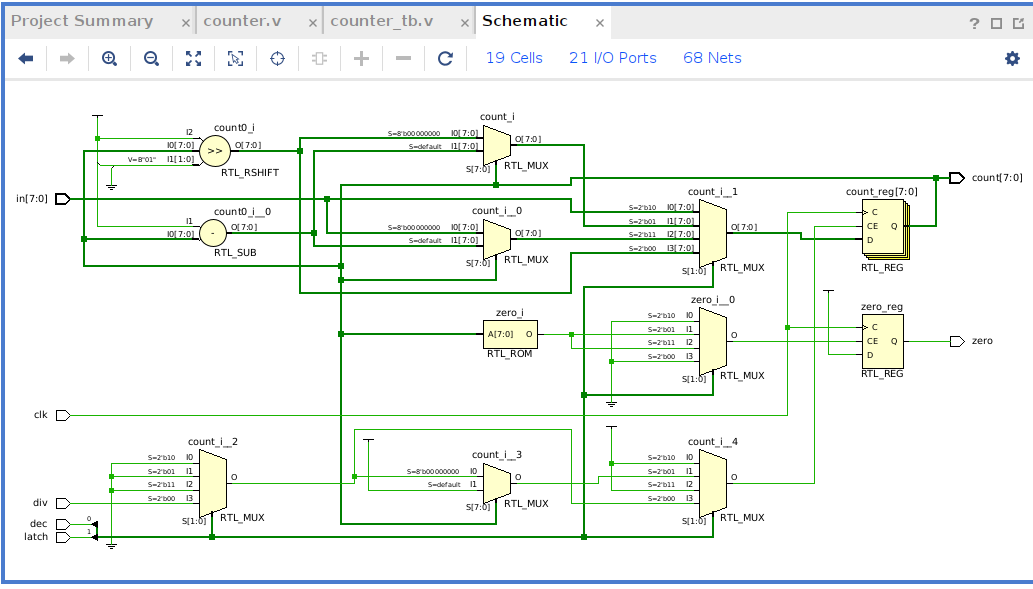 Project Summary × counter.v × counter_tb.v × Schematic ×
19 Cells 21 I/O Ports 68 Nets
count0_i
I2
I0[7:0]
V=B"01" I1[1:0]
>>
O[7:0]
RTL_RSHIFT
count_i
S=8'b00000000 I0[7:0]
S=default I1[7:0]
O[7:0]
S[7:0]
RTL_MUX
in[7:0]
count0_i__0
I1
I0[7:0]
-
O[7:0]
RTL_SUB
count_i__0
S=8'b00000000 I0[7:0]
S=default I1[7:0]
O[7:0]
S[7:0]
RTL_MUX
count_i__1
S=2'b10 I0[7:0]
S=2'b01 I1[7:0]
S=2'b11 I2[7:0]
S=2'b00 I3[7:0]
O[7:0]
S[1:0]
RTL_MUX
count_reg[7:0]
C
CE Q
D
RTL_REG
count[7:0]
zero_i
A[7:0] O
RTL_ROM
zero_i__0
S=2'b10 I0
S=2'b01 I1
S=2'b11 I2
S=2'b00 I3
O
S[1:0]
RTL_MUX
zero_reg
C
CE Q
D
RTL_REG
zero
clk
count_i__2
S=2'b10 I0
S=2'b01 I1
S=2'b11 I2
S=2'b00 I3
O
S[1:0]
RTL_MUX
div
dec 0
latch 1
count_i__3
S=8'b00000000 I0
S=default I1
O
S[7:0]
RTL_MUX
count_i__4
S=2'b10 I0
S=2'b01 I1
S=2'b11 I2
S=2'b00 I3
O
S[1:0]
RTL_MUX